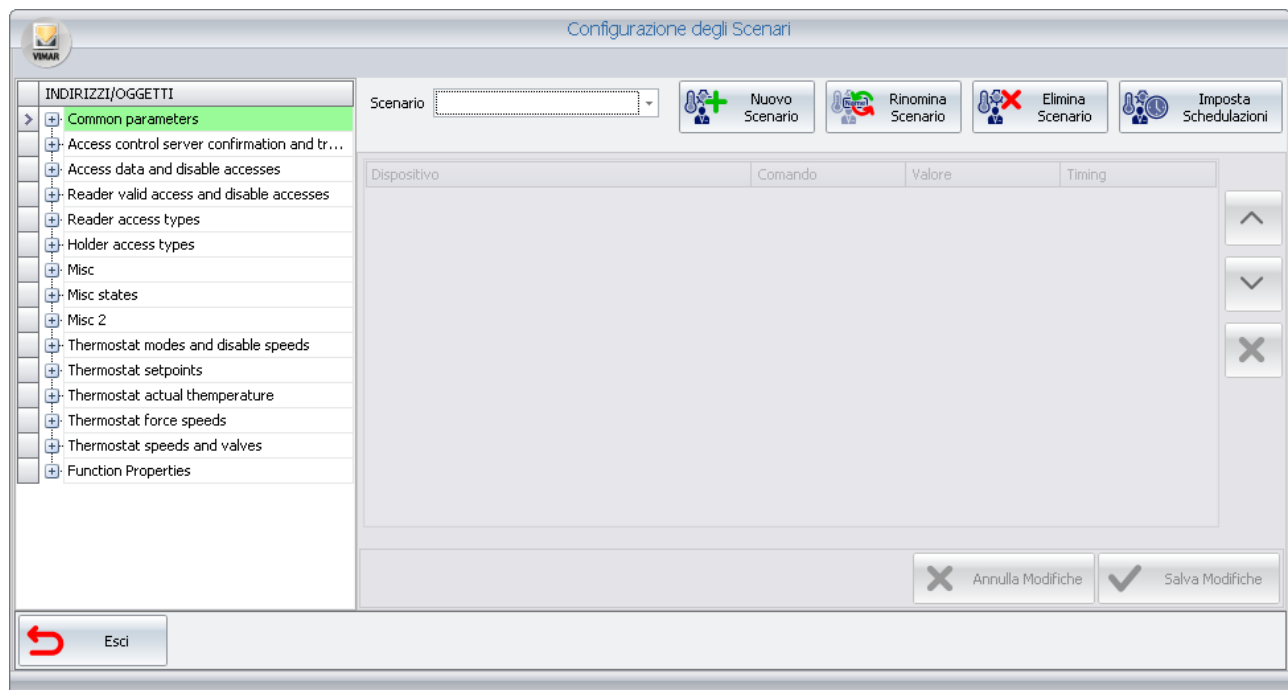 Configurazione degli Scenari
VIMAR
INDIRIZZI/OGGETTI
Common parameters
Access control server confirmation and tr...
Access data and disable accesses
Reader valid access and disable accesses
Reader access types
Holder access types
Misc
Misc states
Misc 2
Thermostat modes and disable speeds
Thermostat setpoints
Thermostat actual themperature
Thermostat force speeds
Thermostat speeds and valves
Function Properties
Scenario
Nuovo
Scenario
Name
Rinomina
Scenario
Elimina
Scenario
Imposta
Schedulazioni
Dispositivo Comando Valore Timing
Annulla Modifiche
Salva Modifiche
Esci